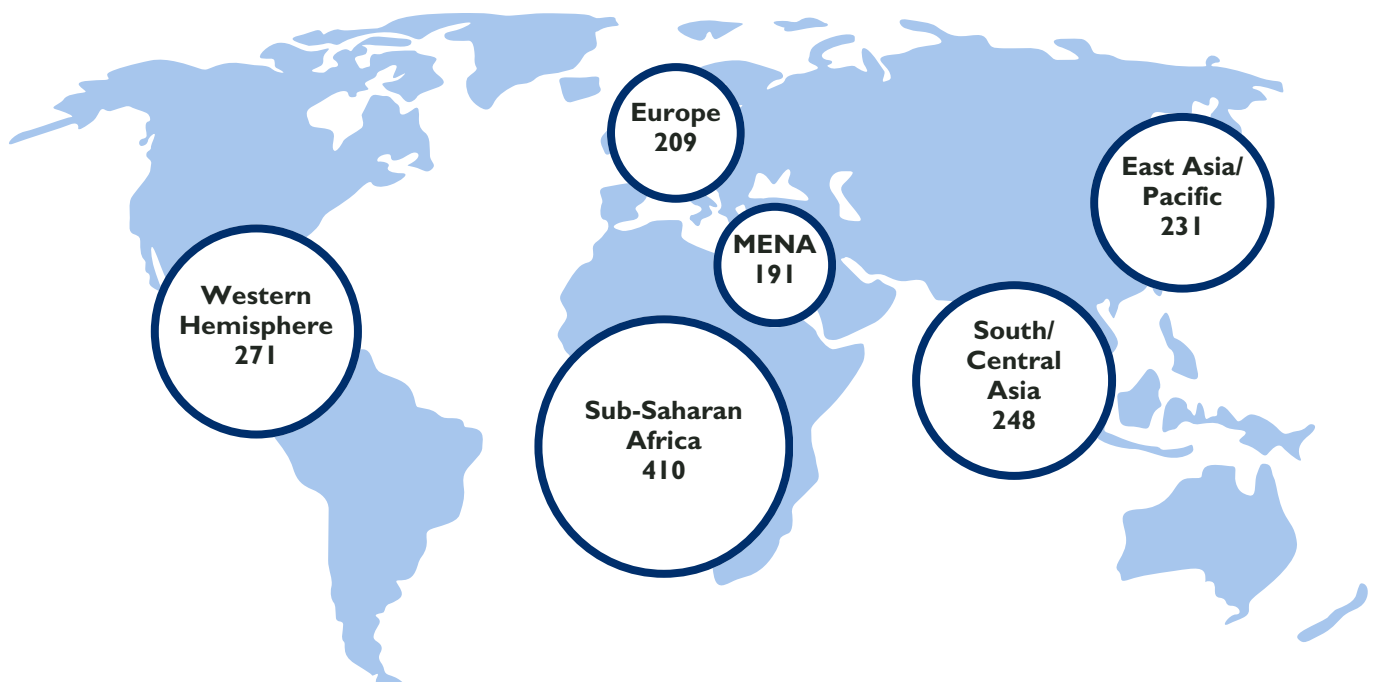 Europe
209
East Asia/
Pacific
231
MENA
191
Western
Hemisphere
271
South/
Central
Asia
248
Sub-Saharan
Africa
410